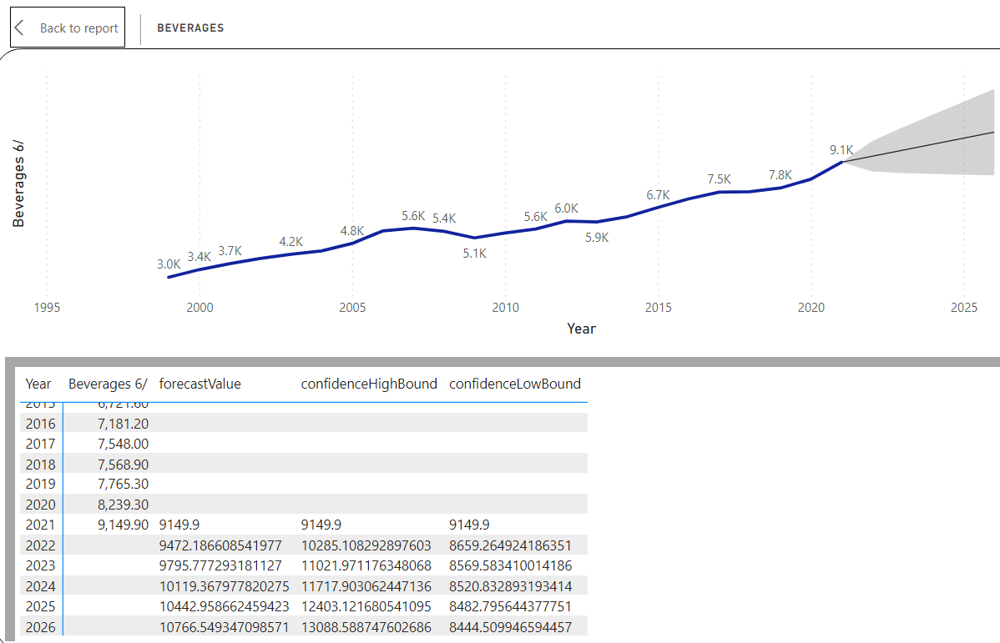 Back to report
BEVERAGES
Beverages 6/
9.1K
7.8K
7.5K
6.7K
6.0K
5.6K 5.4K
5.6K
4.8K
5.9K
4.2K
5.1K
3.7K
3.4K
3.0K
1995 2000 2005 2010 2015 2020 2025
Year
Year Beverages 6/ forecastValue confidenceHighBound confidenceLowBound
2015 6,721.60
2016 7,181.20
2017 7,548.00
2018 7,568.90
2019 7,765.30
2020 8,239.30
2021 9,149.90 9149.9 9149.9 9149.9
2022 9472.186608541977 10285.108292897603 8659.264924186351
2023 9795.777293181127 11021.971176348068 8569.583410014186
2024 10119.367977820275 11717.903062447136 8520.832893193414
2025 10442.958662459423 12403.121680541095 8482.795644377751
2026 10766.549347098571 13088.588747602686 8444.509946594457